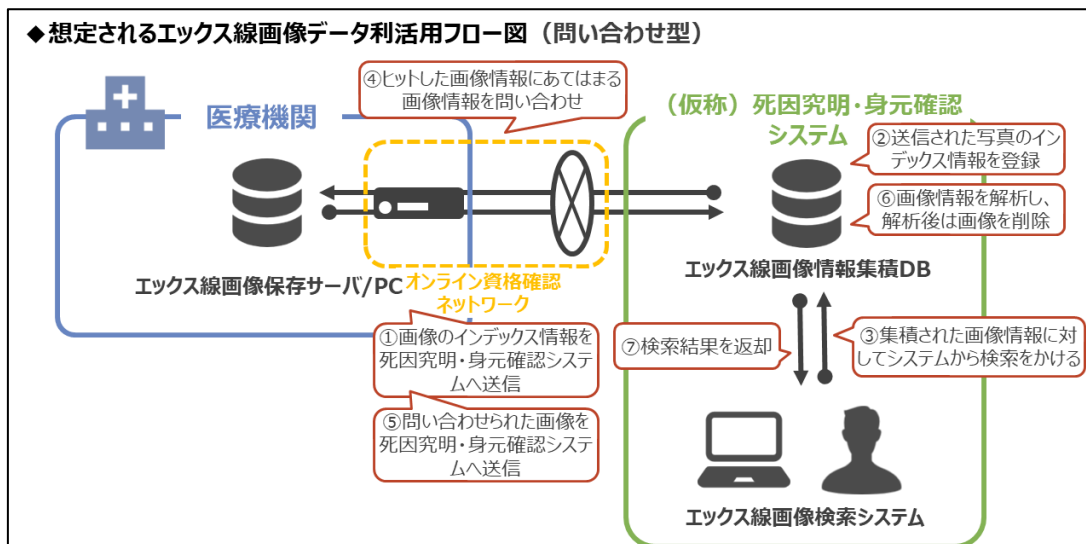 ◆想定されるエックス線画像データ利活用フロー図（問い合わせ型）
④ヒットした画像情報にあてはまる
画像情報を問い合わせ
医療機関
（仮称）死因究明・身元確認
システム
②送信された写真のイン
デックス情報を登録
⑥画像情報を解析し、
解析後は画像を削除
エックス線画像保存サーバ/PC
オンライン資格確認
ネットワーク
エックス線画像情報集積DB
①画像のインデックス情報を
死因究明・身元確認システ
ムへ送信
⑤問い合わせられた画像を
死因究明・身元確認システ
ムへ送信
⑦検索結果を返却
③集積された画像情報に対
してシステムから検索をかける
エックス線画像検索システム